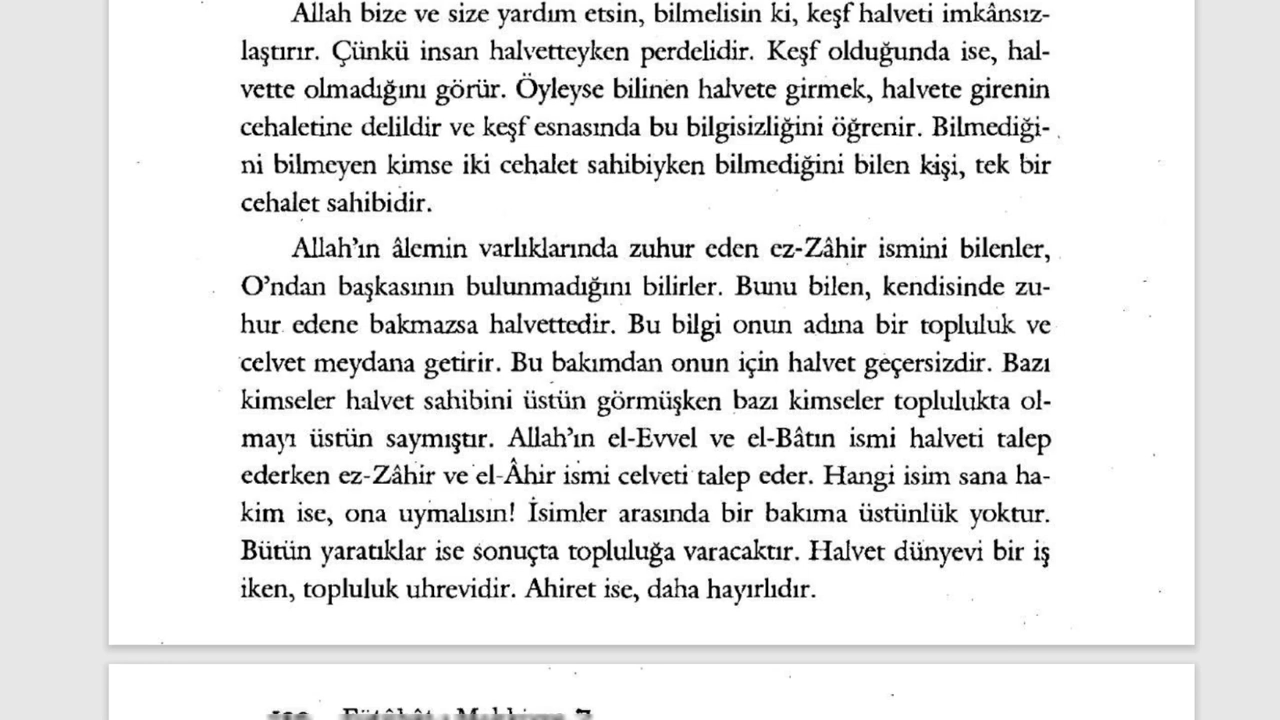 Allah bize ve size yardım etsin, bilmelisin ki, keşf halveti imkânsız-
laştırır. Çünkü insan halvetteyken perdelidir. Keşf olduğunda ise, hal-
vette olmadığını görür. Öyleyse bilinen halvete girmek, halvete girenin
cehaletine delildir ve keşf esnasında bu bilgisizliğini öğrenir. Bilmediği-
ni bilmeyen kimse iki cehalet sahibiyken bilmediğini bilen kişi, tek bir
cehalet sahibidir.
Allah’ın âlemin varlıklarında zuhur eden ez-Zâhir ismini bilenler,
O’ndan başkasının bulunmadığını bilirler. Bunu bilen, kendisinde zu-
hur edene bakmazsa halvettedir. Bu bilgi onun adına bir topluluk ve
celvet meydana getirir. Bu bakımdan onun için halvet geçersizdir. Bazı
kimseler halvet sahibini üstün görmüşken bazı kimseler toplulukta ol-
mayı üstün saymıştır. Allah’ın el-Evvel ve el-Bâtın ismi halveti talep
ederken ez-Zâhir ve el-Âhir ismi celveti talep eder. Hangi isim sana ha-
kim ise, ona uymalısın! İsimler arasında bir bakıma üstünlük yoktur.
Bütün yaratıklar ise sonuçta topluluğa varacaktır. Halvet dünyevi bir iş
iken, topluluk uhrevidir. Ahiret ise, daha hayırlıdır.